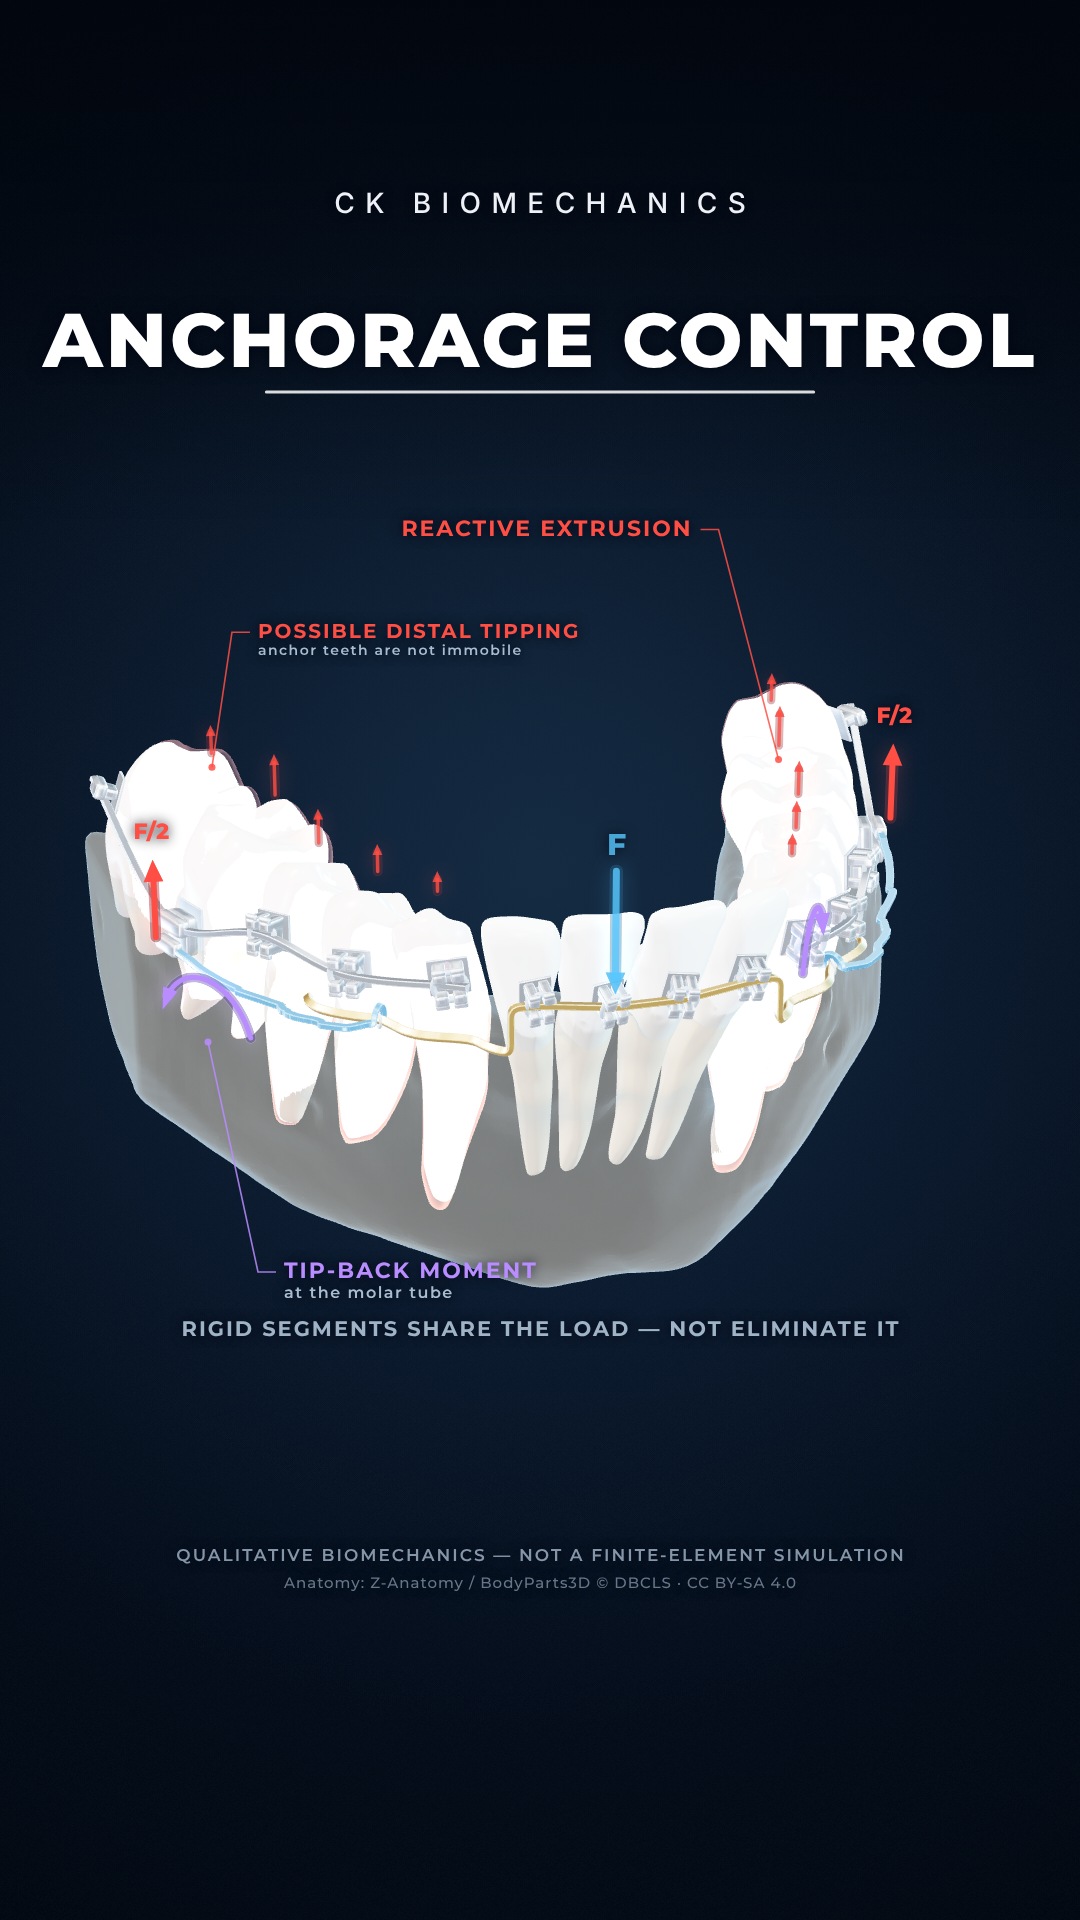 CK BIOMECHANICS
ANCHORAGE CONTROL
REACTIVE EXTRUSION
POSSIBLE DISTAL TIPPING
anchor teeth are not immobile
F/2
F/2
F
TIP-BACK MOMENT
at the molar tube
RIGID SEGMENTS SHARE THE LOAD — NOT ELIMINATE IT
QUALITATIVE BIOMECHANICS — NOT A FINITE-ELEMENT SIMULATION
Anatomy: Z-Anatomy / BodyParts3D © DBCLS · CC BY-SA 4.0